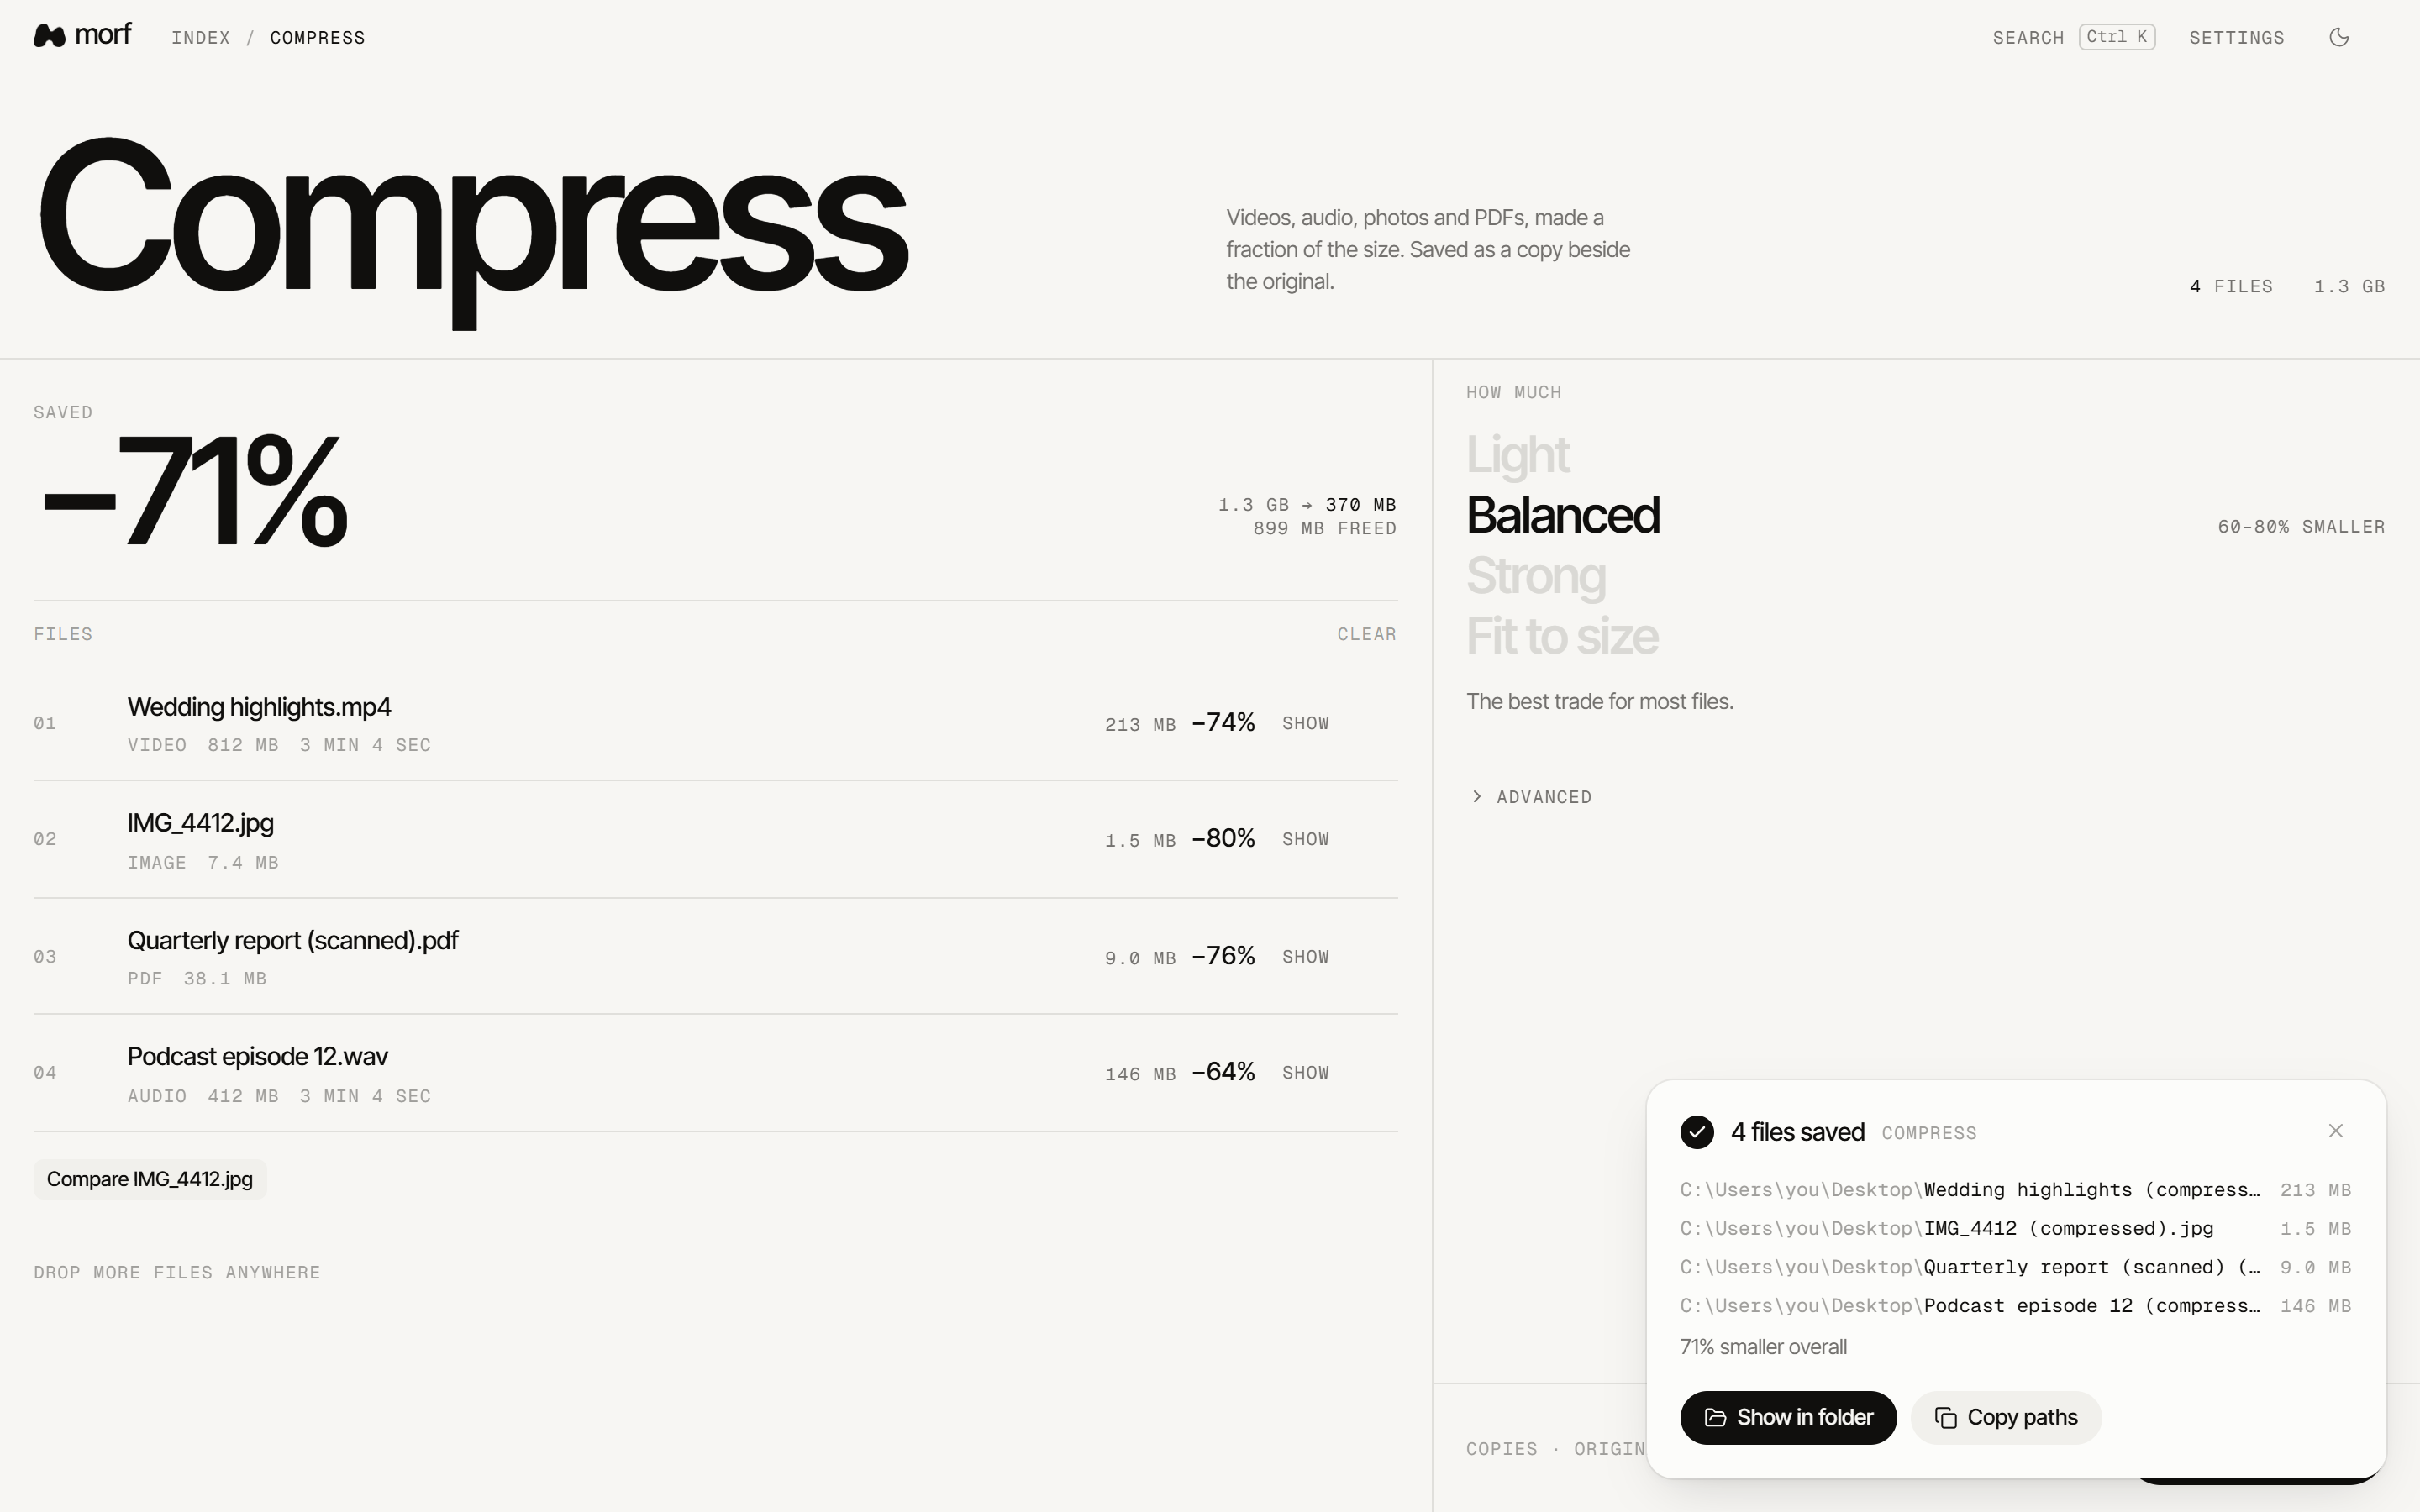 morf INDEX / COMPRESS SEARCH Ctrl K SETTINGS
Compress
Videos, audio, photos and PDFs, made a
fraction of the size. Saved as a copy beside
the original.
4 FILES 1.3 GB
SAVED
–71%
1.3 GB → 370 MB
899 MB FREED
FILES CLEAR
01 Wedding highlights.mp4
VIDEO 812 MB 3 MIN 4 SEC
213 MB –74% SHOW
02 IMG_4412.jpg
IMAGE 7.4 MB
1.5 MB –80% SHOW
03 Quarterly report (scanned).pdf
PDF 38.1 MB
9.0 MB –76% SHOW
04 Podcast episode 12.wav
AUDIO 412 MB 3 MIN 4 SEC
146 MB –64% SHOW
Compare IMG_4412.jpg
DROP MORE FILES ANYWHERE
HOW MUCH
Light
Balanced 60–80% SMALLER
Strong
Fit to size
The best trade for most files.
ADVANCED
COPIES · ORIGIN
4 files saved COMPRESS
C:\Users\you\Desktop\Wedding highlights (compress… 213 MB
C:\Users\you\Desktop\IMG_4412 (compressed).jpg 1.5 MB
C:\Users\you\Desktop\Quarterly report (scanned) (… 9.0 MB
C:\Users\you\Desktop\Podcast episode 12 (compress… 146 MB
71% smaller overall
Show in folder Copy paths